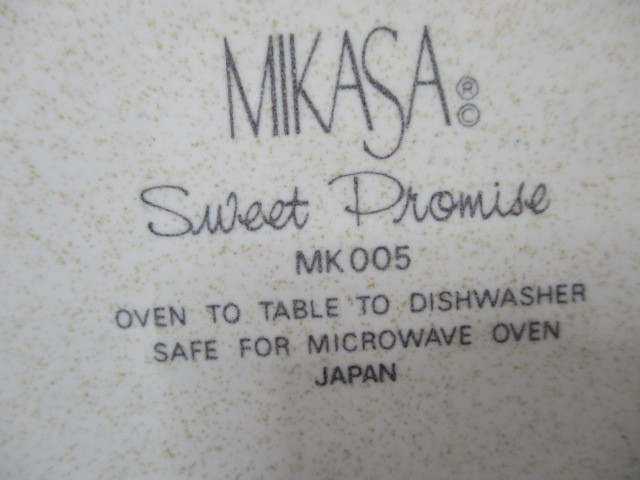 MIKASA ® ©
Sweet Promise
MK005
OVEN TO TABLE TO DISHWASHER
SAFE FOR MICROWAVE OVEN
JAPAN